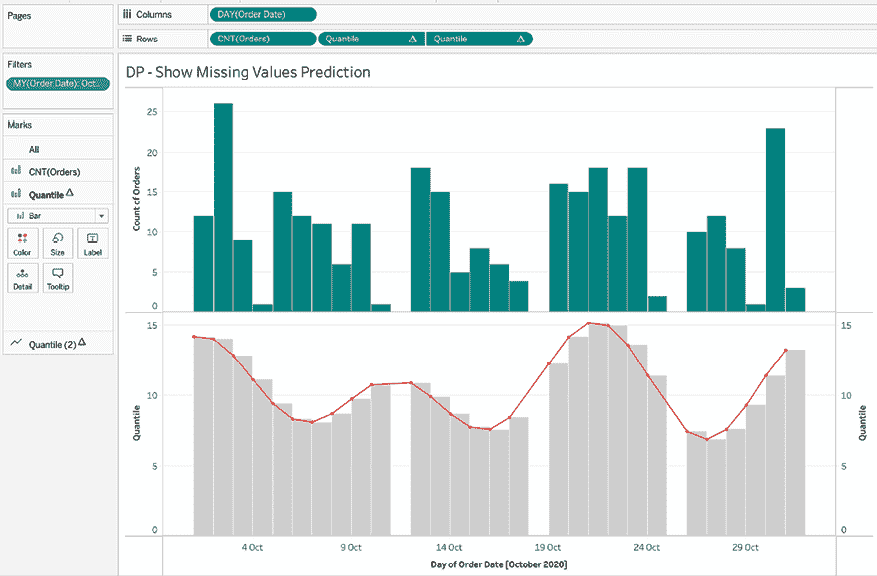 Pages
Columns
DAY(Order Date)
Rows
CNT(Orders)
Quantile
Quantile
Filters
MY(Order Date): Oct..
Marks
All
CNT(Orders)
Quantile
Bar
Color
Size
Label
Detail
Tooltip
Quantile (2)
DP - Show Missing Values Prediction
Count of Orders
25
20
15
10
5
0
Quantile
15
10
5
0
15
10
5
0
Quantile
4 Oct
9 Oct
14 Oct
19 Oct
24 Oct
29 Oct
Day of Order Date [October 2020]